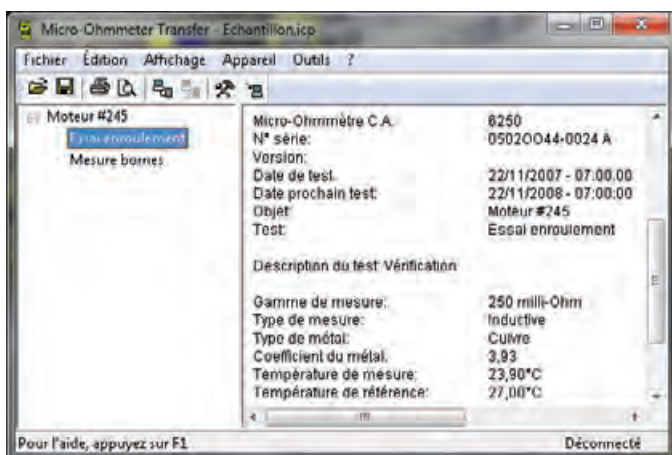 Micro-Ohmmeter Transfer - Echantillon.icp
Fichier Édition Affichage Appareil Outils ?
Moteur #245
Essai enroulement
Mesure bornes
Micro-Ohmmètre C.A. 6250
N° série: 05020044-0024 A
Version:
Date de test. 22/11/2007 - 07:00:00
Date prochain test: 22/11/2008 - 07:00:00
Objet: Moteur #245
Test: Essai enroulement
Description du test: Vérification
Gamme de mesure: 250 milli-Ohm
Type de mesure: Inductive
Type de métal: Cuivre
Coefficient du métal. 3,93
Température de mesure: 23,90°C
Température de référence: 27,00°C
Pour l'aide, appuyez sur F1 Déconnecté